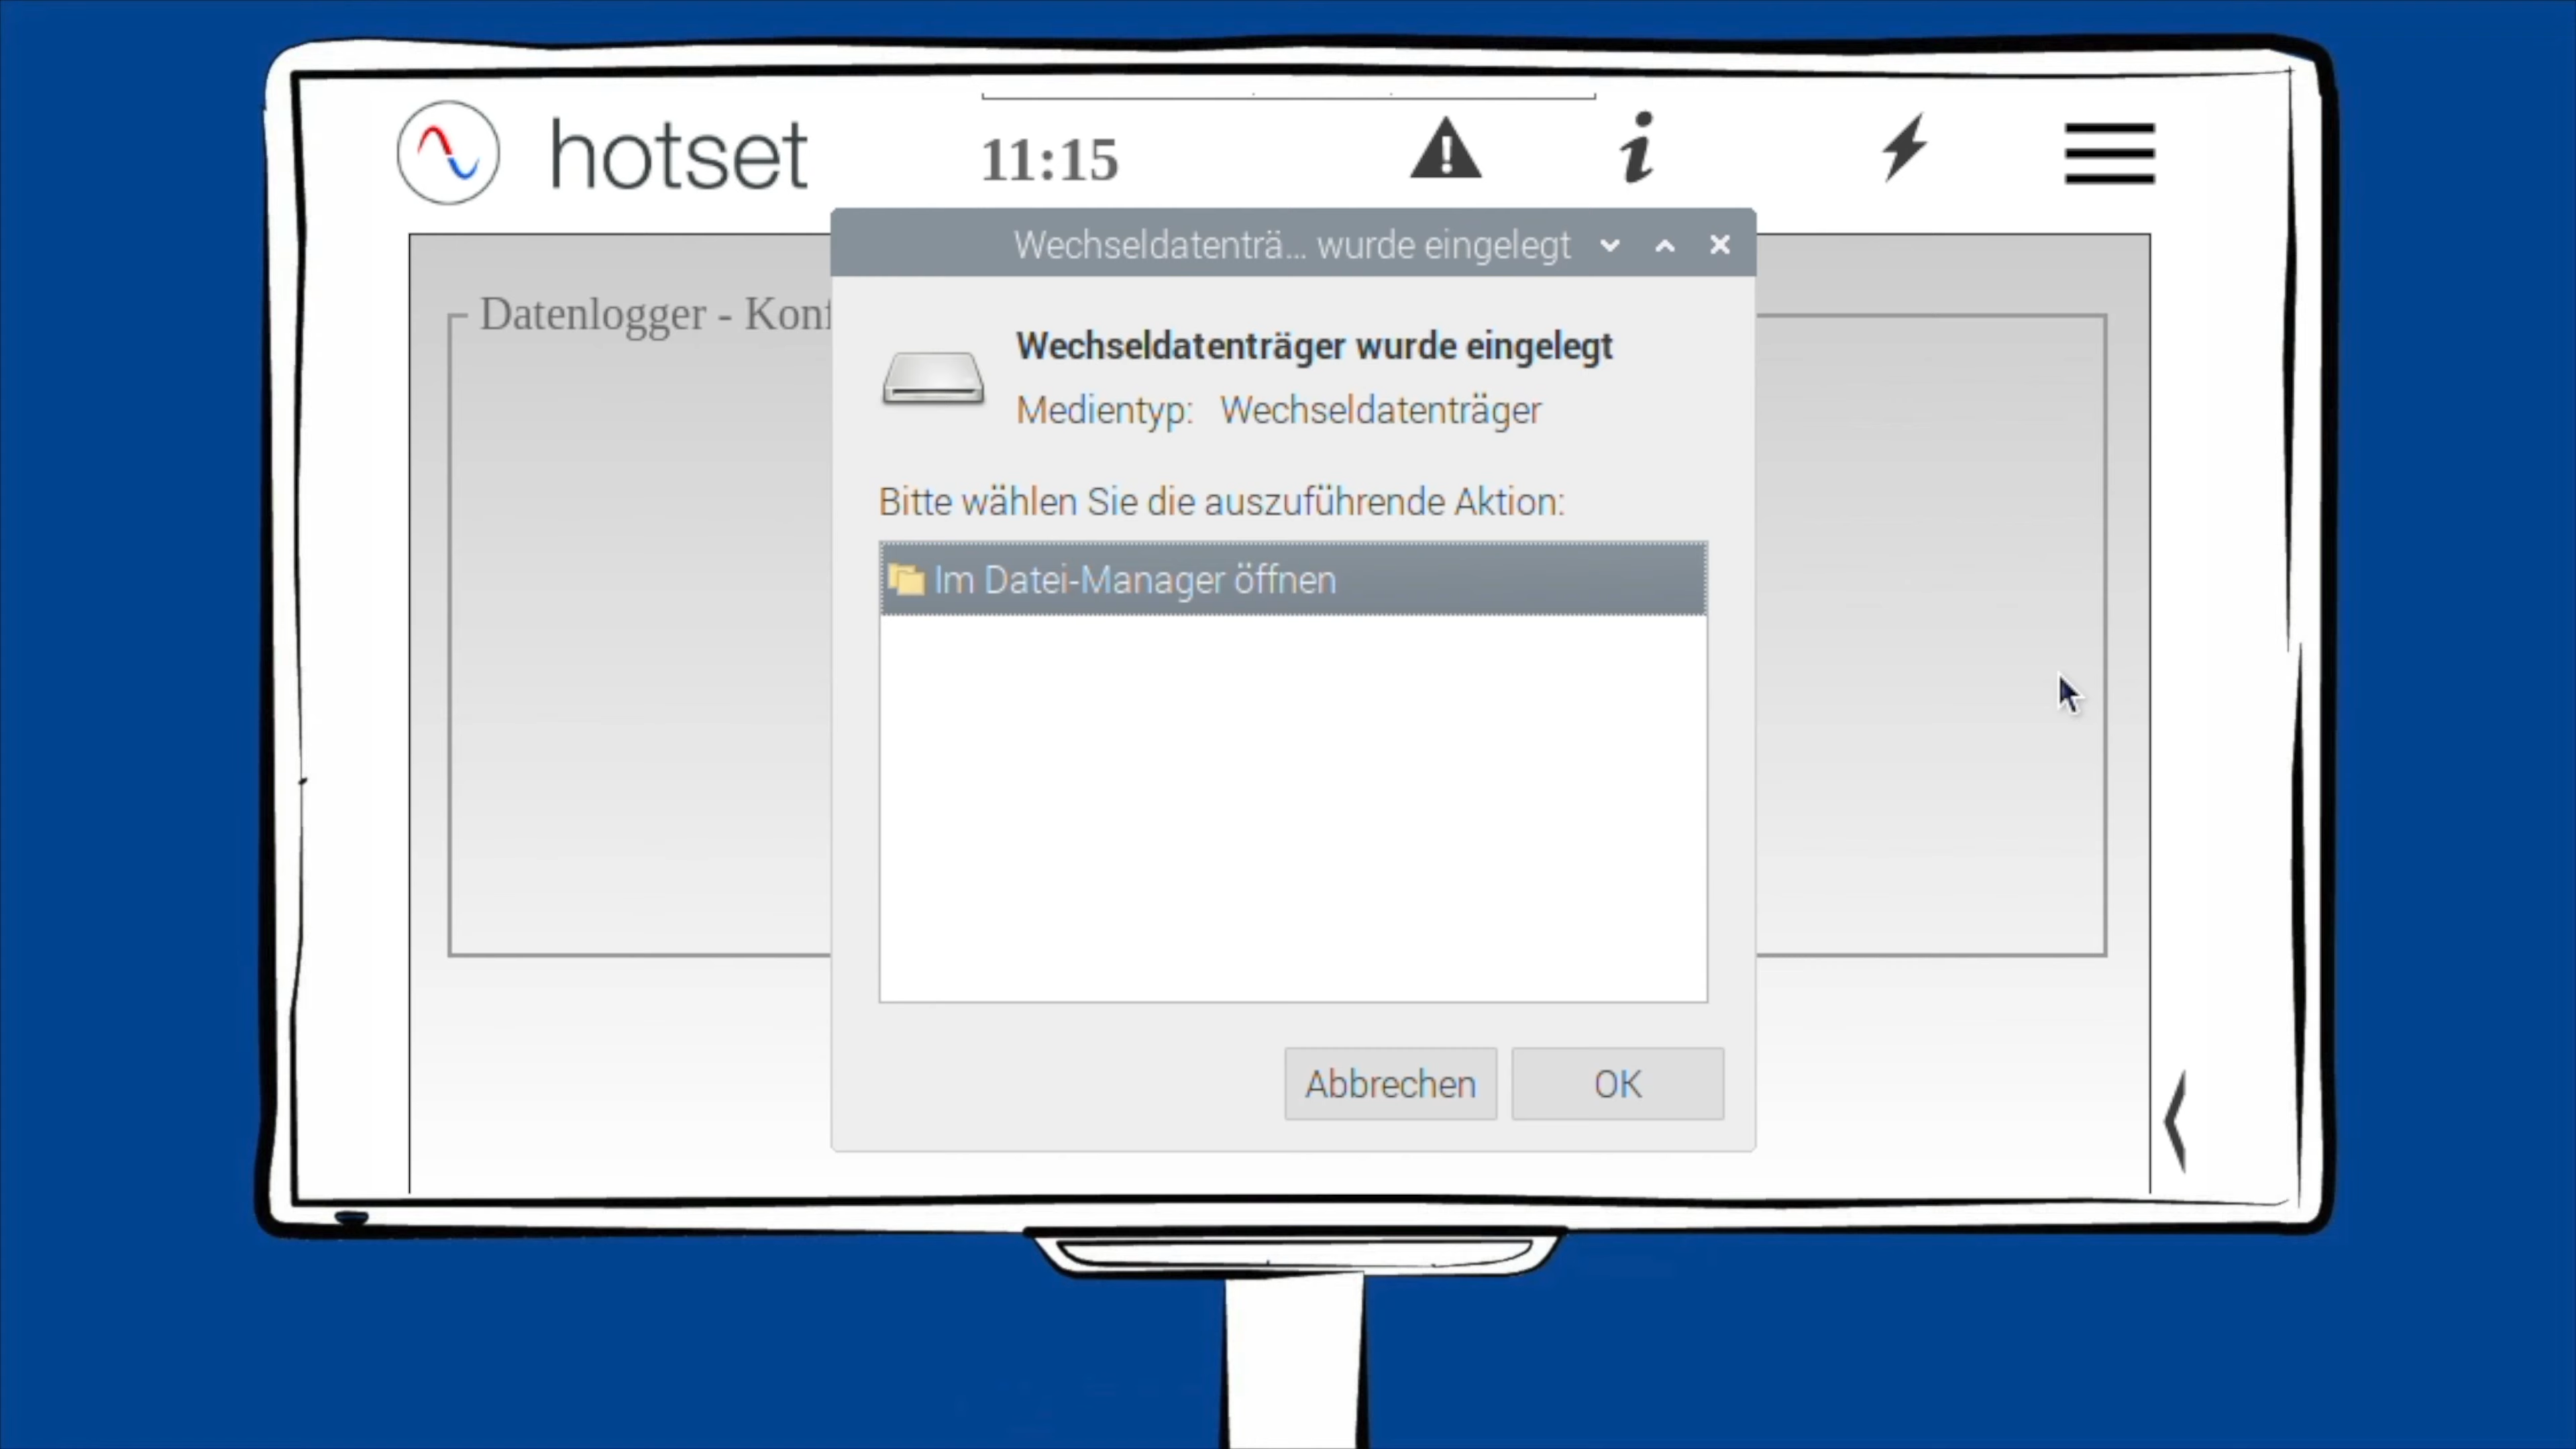 hotset
11:15
Wechseldatenträ... wurde eingelegt
Datenlogger -
Wechseldatenträger wurde eingelegt
Medientyp: Wechseldatenträger
Bitte wählen Sie die auszuführende Aktion:
Im Datei-Manager öffnen
Abbrechen
OK